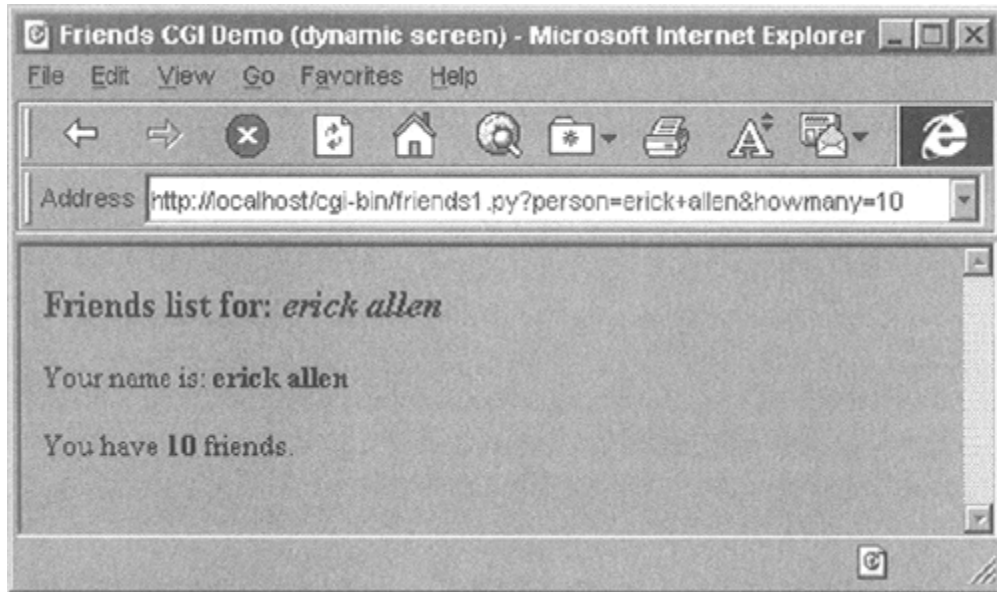 Friends CGI Demo (dynamic screen) - Microsoft Internet Explorer
File Edit View Go Favorites Help
Address http://localhost/cgi-bin/friends1.py?person=erick+allen&howmany=10
Friends list for: erick allen
Your name is: erick allen
You have 10 friends.